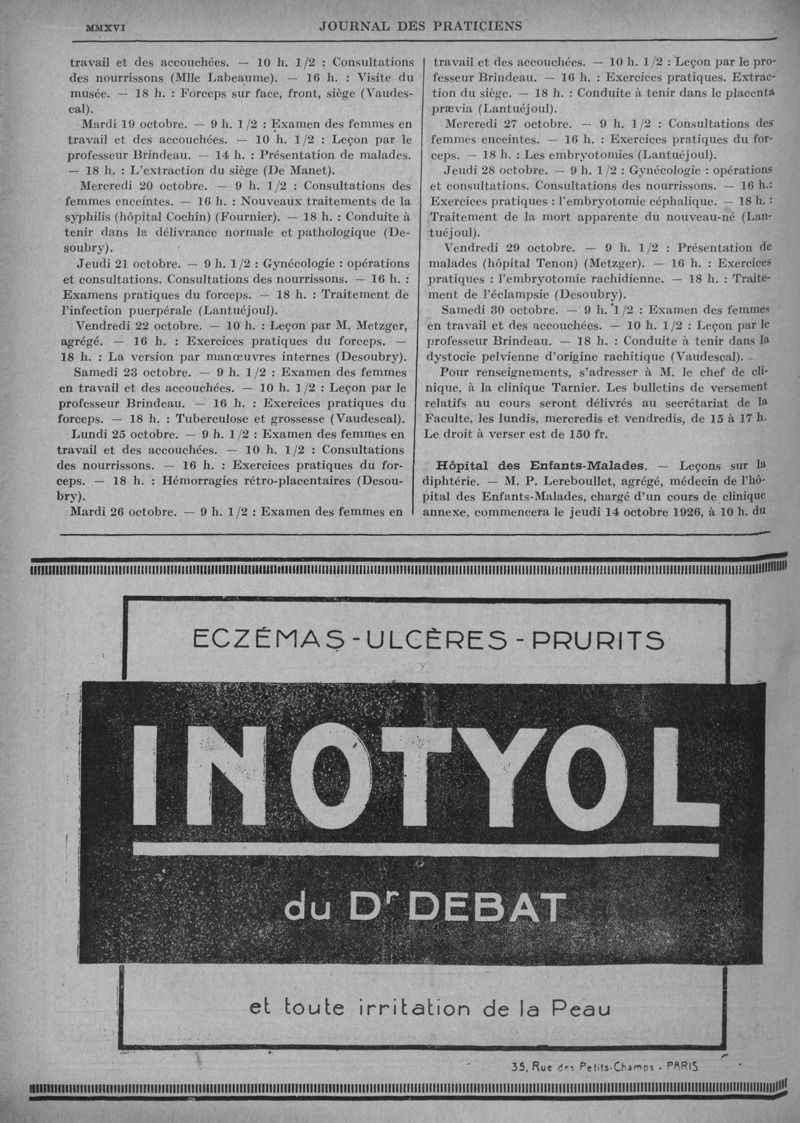 MMXVI
JOURNAL DES PRATICIENS
travail et des accouchées. — 10 h. 1/2 : Consultations
des nourrissons (Mlle Labeaume). — 16 h. : Visite du
musée. — 18 h. : Forceps sur face, front, siège (Vaudes-
cal).
Mardi 19 octobre. — 9 h. 1/2 : Examen des femmes en
travail et des accouchées. — 10 h. 1/2 : Leçon par le
professeur Brindeau. — 14 h. : Présentation de malades.
— 18 h. : L'extraction du siège (De Manet).
Mercredi 20 octobre. — 9 h. 1/2 : Consultations des
femmes enceintes. — 16 h. : Nouveaux traitements de la
syphilis (hôpital Cochin) (Fournier). — 18 h. : Conduite à
tenir dans la délivrance normale et pathologique (De-
soubry).
Jeudi 21 octobre. — 9 h. 1/2 : Gynécologie : opérations
et consultations. Consultations des nourrissons. — 16 h. :
Examens pratiques du forceps. — 18 h. : Traitement de
l'infection puerpérale (Lantuéjoul).
Vendredi 22 octobre. — 10 h. : Leçon par M. Metzger,
agrégé. — 16 h. : Exercices pratiques du forceps. —
18 h. : La version par manœuvres internes (Desoubry).
Samedi 23 octobre. — 9 h. 1/2 : Examen des femmes
en travail et des accouchées. — 10 h. 1/2 : Leçon par le
professeur Brindeau. — 16 h. : Exercices pratiques du
forceps. — 18 h. : Tuberculose et grossesse (Vaudescal).
Lundi 25 octobre. — 9 h. 1/2 : Examen des femmes en
travail et des accouchées. — 10 h. 1/2 : Consultations
des nourrissons. — 16 h. : Exercices pratiques du for-
ceps. — 18 h. : Hémorragies rétro-placentaires (Desou-
bry).
Mardi 26 octobre. — 9 h. 1/2 : Examen des femmes en
travail et des accouchées. — 10 h. 1/2 : Leçon par le pro-
fesseur Brindeau. — 16 h. : Exercices pratiques. Extrac-
tion du siège. — 18 h. : Conduite à tenir dans le placenta
prævia (Lantuéjoul).
Mercredi 27 octobre. — 9 h. 1/2 : Consultations des
femmes enceintes. — 16 h. : Exercices pratiques du for-
ceps. — 18 h. : Les embryotomies (Lantuéjoul).
Jeudi 28 octobre. — 9 h. 1/2 : Gynécologie : opérations
et consultations. Consultations des nourrissons. — 16 h. :
Exercices pratiques : l'embryotomie céphalique. — 18 h. :
Traitement de la mort apparente du nouveau-né (Lan-
tuéjoul).
Vendredi 29 octobre. — 9 h. 1/2 : Présentation de
malades (hôpital Tenon) (Metzger). — 16 h. : Exercices
pratiques : l'embryotomie rachidienne. — 18 h. : Traite-
ment de l'éclampsie (Desoubry).
Samedi 30 octobre. — 9 h. 1/2 : Examen des femmes
en travail et des accouchées. — 10 h. 1/2 : Leçon par le
professeur Brindeau. — 18 h. : Conduite à tenir dans la
dystocie pelvienne d'origine rachitique (Vaudescal).
Pour renseignements, s'adresser à M. le chef de cli-
nique, à la clinique Tarnier. Les bulletins de versement
relatifs au cours seront délivrés au secrétariat de la
Faculte, les lundis, mercredis et vendredis, de 15 à 17 h.
Le droit à verser est de 150 fr.
Hôpital des Enfants-Malades. — Leçons sur la
diphtérie. — M. P. Lereboullet, agrégé, médecin de l'hô-
pital des Enfants-Malades, chargé d'un cours de clinique
annexe, commencera le jeudi 14 octobre 1926, à 10 h. du
ECZÉMAS - ULCÈRES - PRURITS
INOTYOL
du Dr DEBAT
et toute irritation de la Peau
35, Rue des Petits-Champs - PARIS